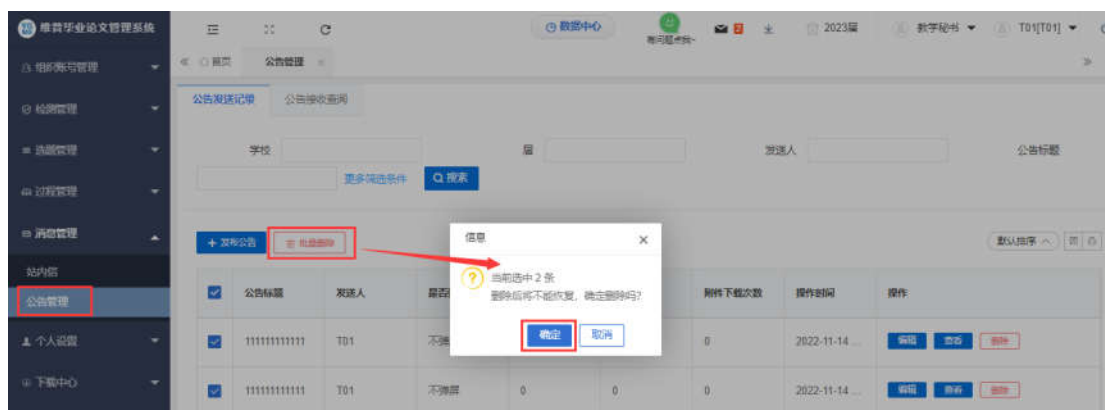 维普毕业论文管理系统
数据中心
有问题点我~
2023届
教学秘书
T01[T01]
组织账号管理
首页
公告管理
公告发送记录
公告接收查询
检测管理
选题管理
学校
届
发送人
公告标题
更多筛选条件
搜索
过程管理
消息管理
+ 发布公告
批量删除
信息
默认排序
站内信
当前选中 2 条
删除后将不能恢复，确定删除吗？
公告管理
公告标题
发送人
附件下载次数
操作时间
操作
确定
取消
个人设置
111111111111
T01
0
2022-11-14 ...
编辑
查看
删除
下载中心
111111111111
T01
不弹屏
0
0
0
2022-11-14 ...
编辑
查看
删除